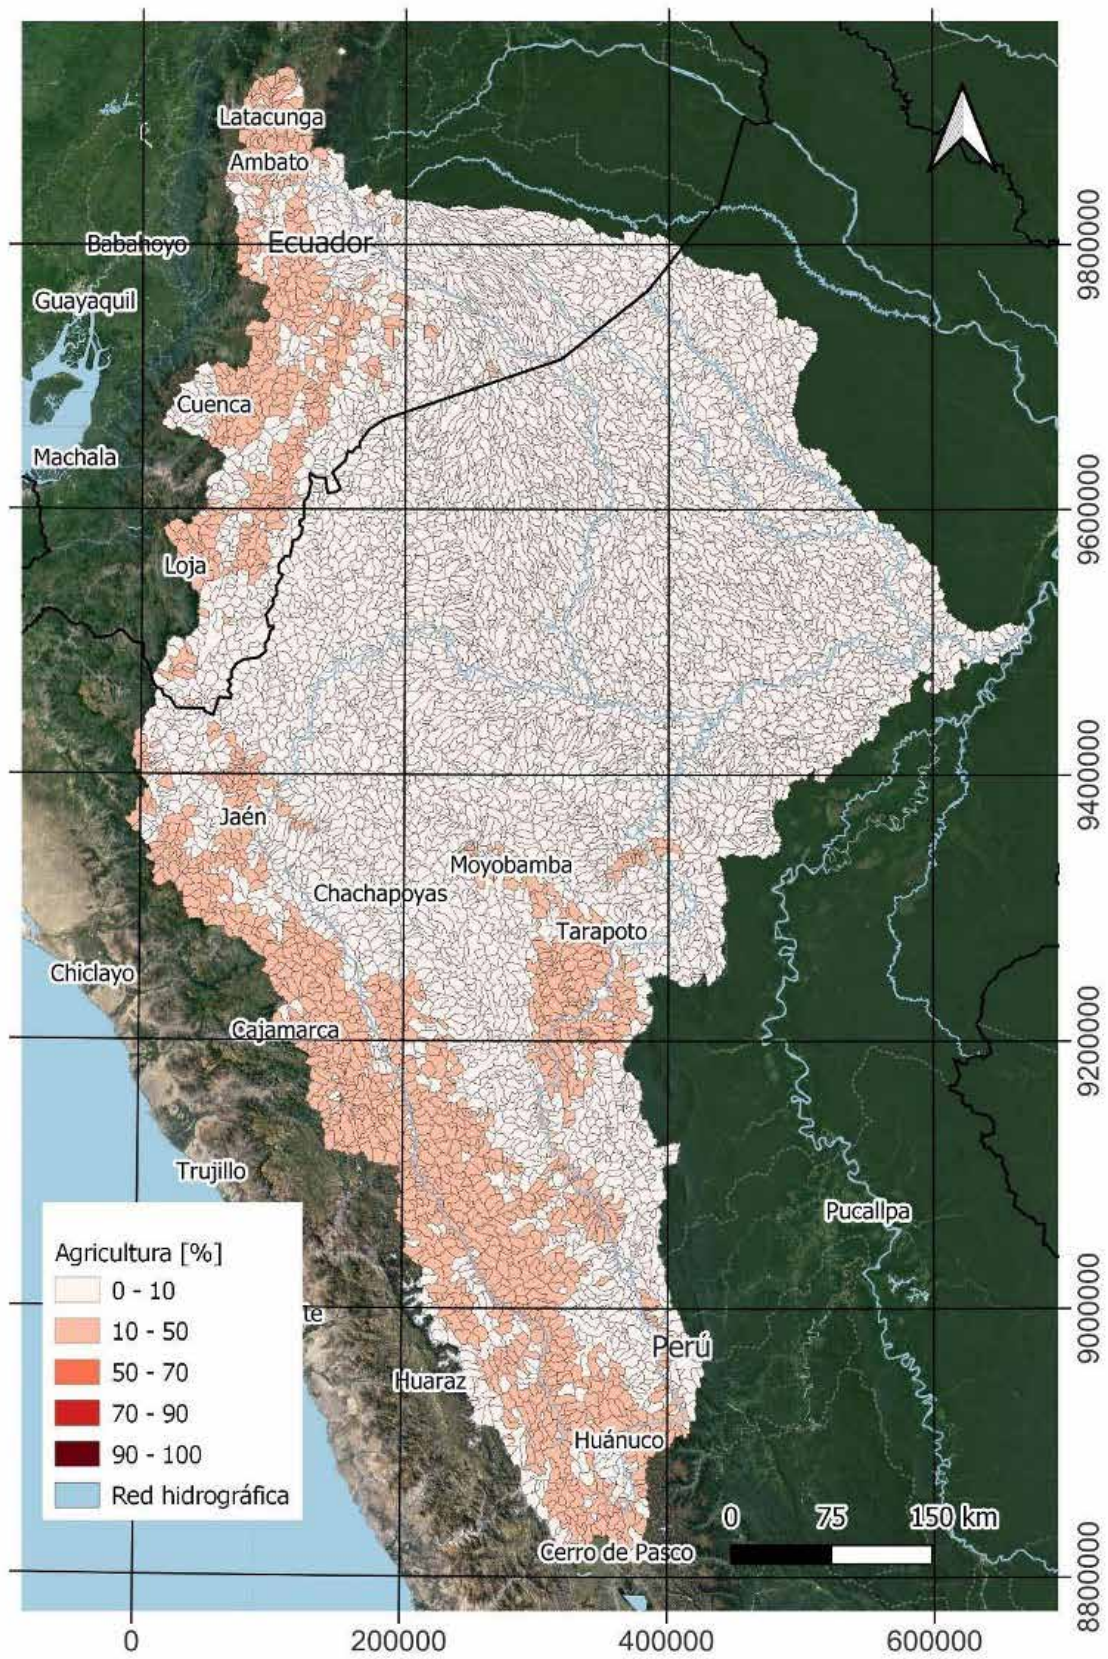 Latacunga
Ambato
Babahoyo
Ecuador
Guayaquil
Cuenca
Machala
Loja
Jaén
Moyobamba
Chachapoyas
Tarapoto
Chiclayo
Cajamarca
Trujillo
Pucallpa
te
Perú
Huaraz
Huánuco
Cerro de Pasco
Agricultura [%]
0 - 10
10 - 50
50 - 70
70 - 90
90 - 100
Red hidrográfica
0 75 150 km
9800000
9600000
9400000
9200000
9000000
8800000
0 200000 400000 600000